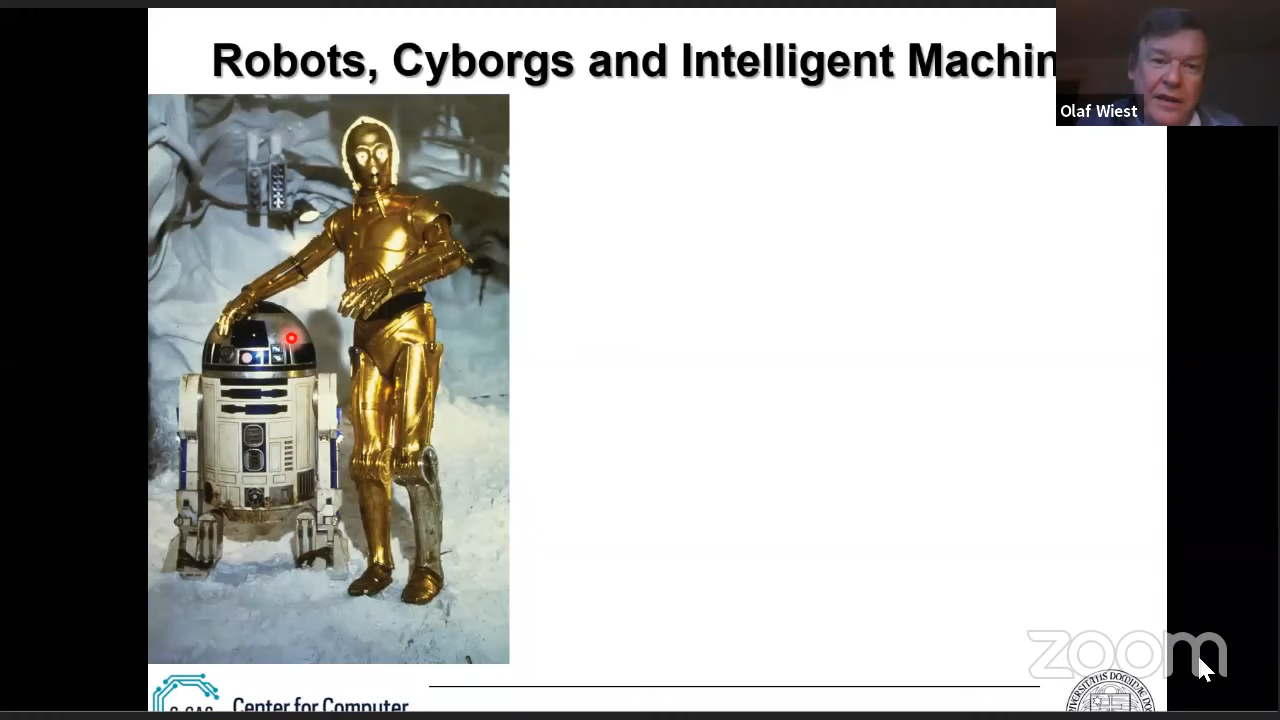 Robots, Cyborgs and Intelligent Machin
Olaf Wiest
zoom
Center for Computer